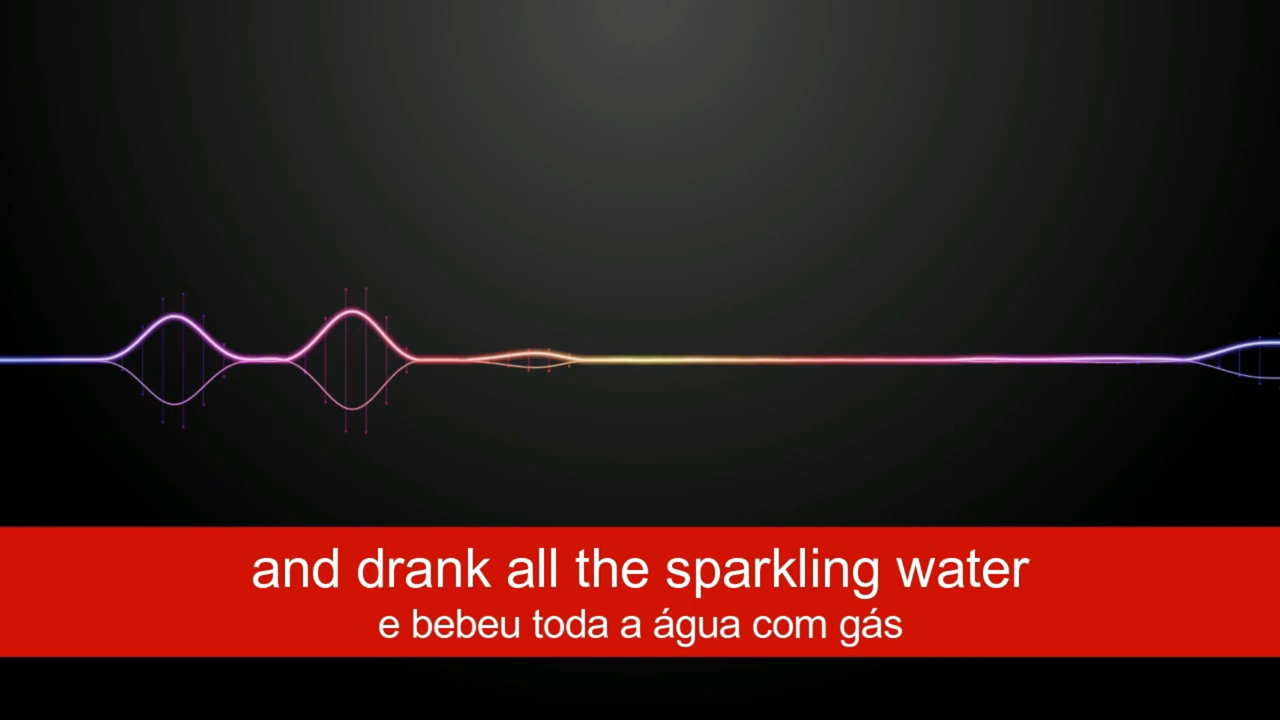 and drank all the sparkling water
e bebeu toda a água com gás